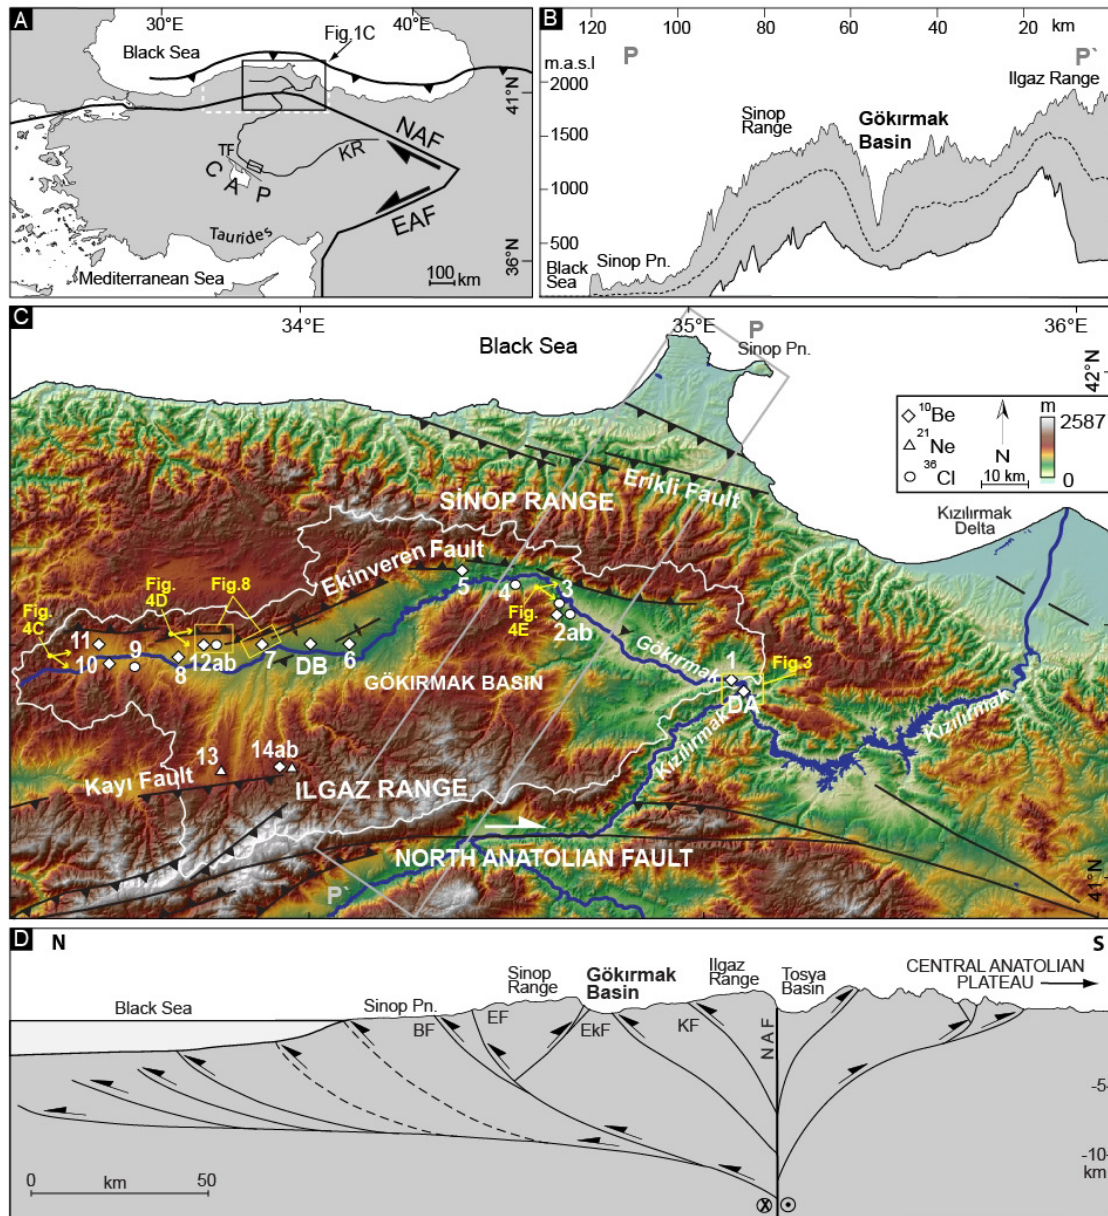 A
30°E
40°E
Fig.1C
Black Sea
41°N
NAF
TF
KR
C A P
EAF
Taurides
36°N
Mediterranean Sea
100 km
B
120
100
80
60
40
20
km
P
P`
m.a.s.l
2000
1500
1000
500
Ilgaz Range
Sinop Range
Gökırmak Basin
Black Sea
Sinop Pn.
C
34°E
35°E
36°E
P
Black Sea
Sinop Pn.
42°N
10Be
21Ne
36Cl
N
10 km
m
2587
0
Erikli Fault
SİNOP RANGE
Kızılırmak Delta
Ekinveren Fault
Fig. 4C
Fig. 4D
Fig.8
Fig. 4E
5
4
3
2ab
11
10
9
8
12ab
7
DB
6
1
Fig.3
DA
Gökırmak
GÖKIRMAK BASIN
Kızılırmak
Kızılırmak
13
14ab
Kayı Fault
ILGAZ RANGE
NORTH ANATOLIAN FAULT
P`
41°N
D
N
S
Black Sea
Sinop Pn.
Sinop Range
Gökırmak Basin
Ilgaz Range
Tosya Basin
CENTRAL ANATOLIAN PLATEAU
BF
EF
EkF
KF
NAF
-5
-10 km
0
50
km